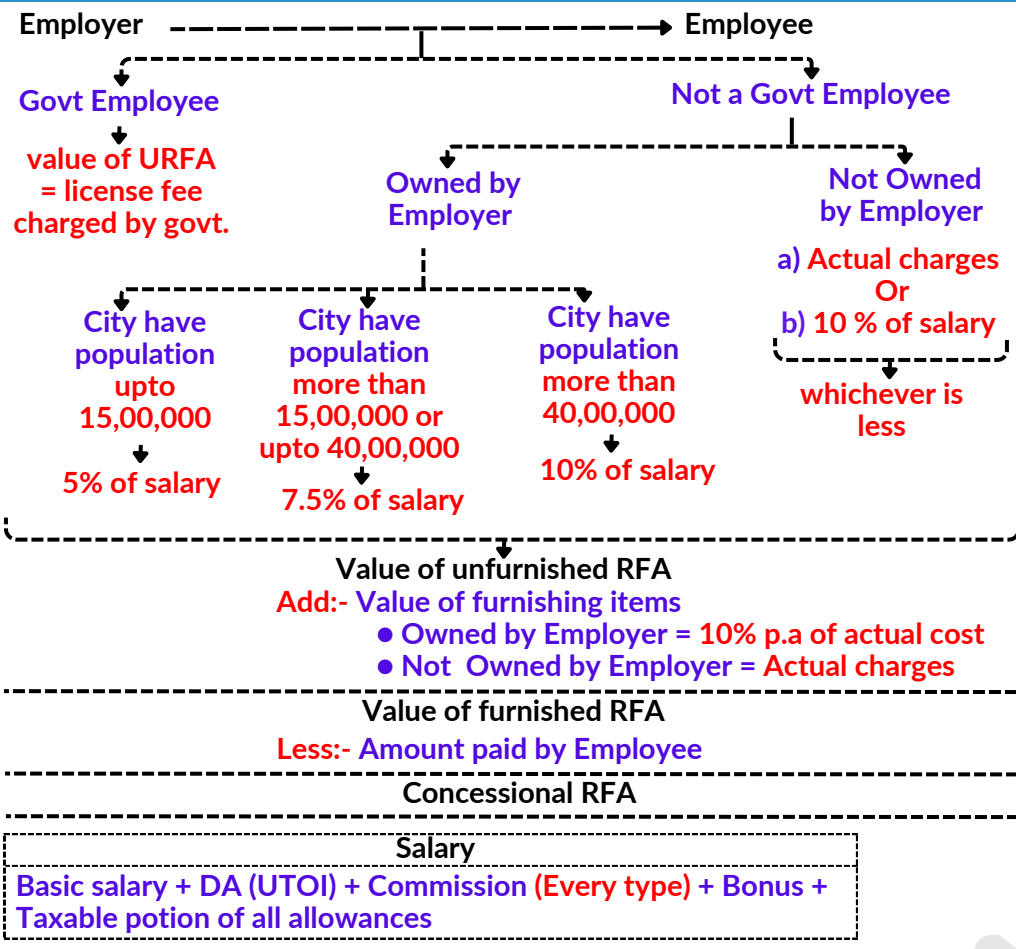 Employer
Employee
Govt Employee
Not a Govt Employee
value of URFA
= license fee
charged by govt.
Owned by
Employer
Not Owned
by Employer
a) Actual charges
Or
b) 10 % of salary
whichever is
less
City have
population
upto
15,00,000
5% of salary
City have
population
more than
15,00,000 or
upto 40,00,000
7.5% of salary
City have
population
more than
40,00,000
10% of salary
Value of unfurnished RFA
Add:- Value of furnishing items
● Owned by Employer = 10% p.a of actual cost
● Not Owned by Employer = Actual charges
Value of furnished RFA
Less:- Amount paid by Employee
Concessional RFA
Salary
Basic salary + DA (UTOI) + Commission (Every type) + Bonus +
Taxable potion of all allowances